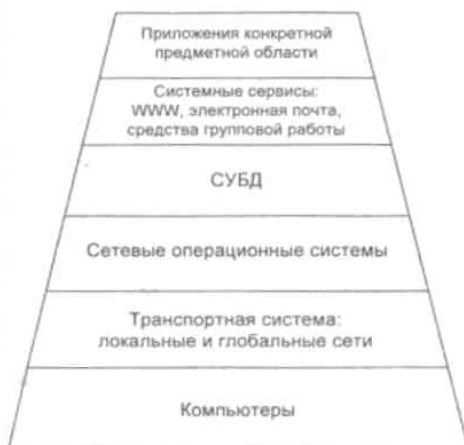 Приложения конкретной
предметной области
Системные сервисы:
WWW, электронная почта,
средства групповой работы
СУБД
Сетевые операционные системы
Транспортная система:
локальные и глобальные сети
Компьютеры